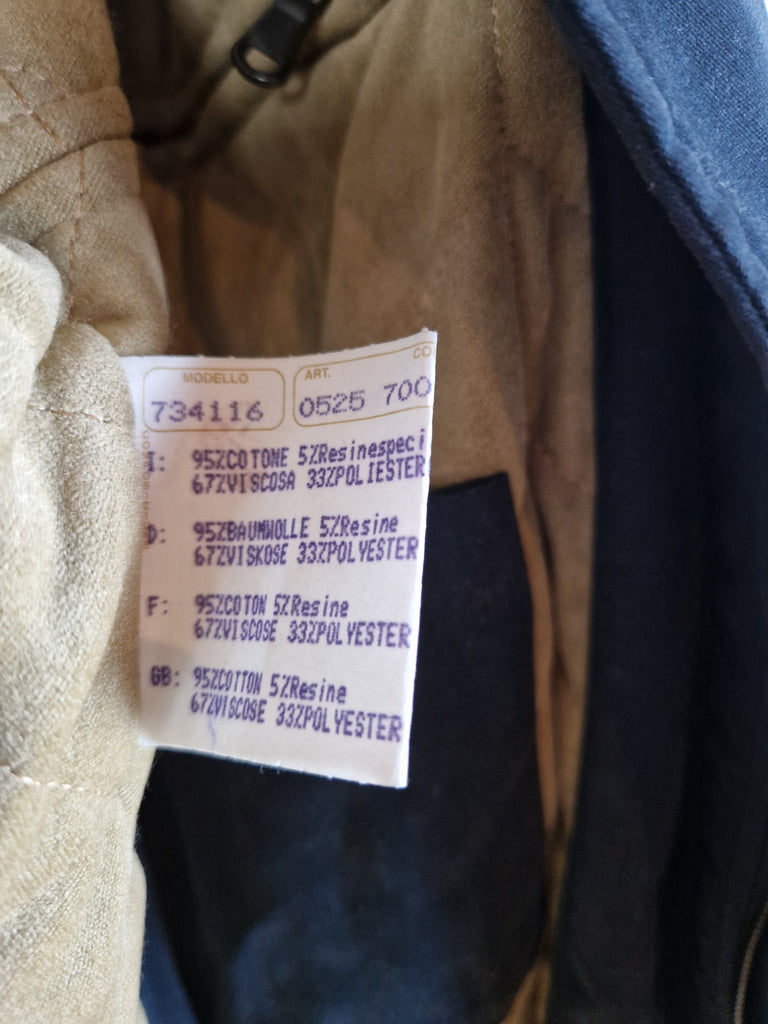 MODELLO ART. CO
734116 0525 700
I: 95%COTONE 5%Resinespeci
67%VISCOSA 33%POLIESTER
D: 95%BAUMWOLLE 5%Resine
67%VISKOSE 33%POLYESTER
F: 95%COTON 5%Resine
67%VISCOSE 33%POLYESTER
GB: 95%COTTON 5%Resine
67%VISCOSE 33%POLYESTER